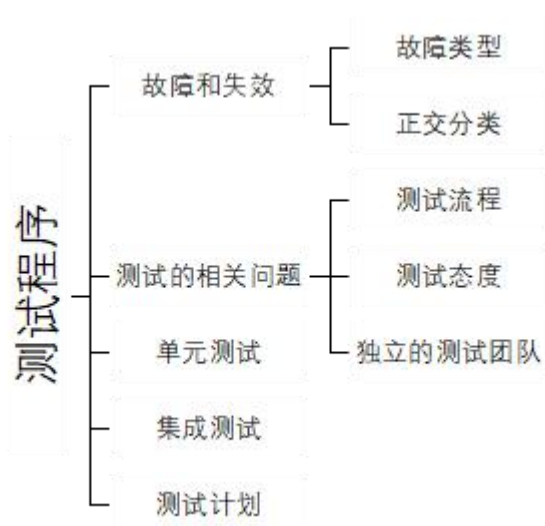 测试程序
故障和失效
故障类型
正交分类
测试的相关问题
测试流程
测试态度
独立的测试团队
单元测试
集成测试
测试计划